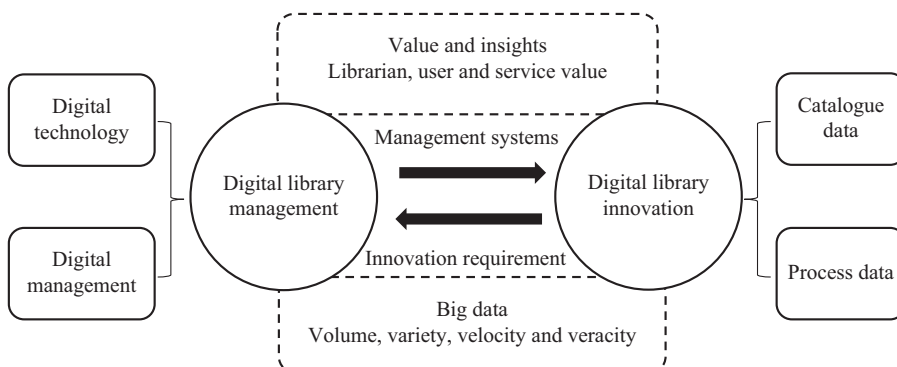 Value and insights
Librarian, user and service value
Digital
technology
Catalogue
data
Management systems
Digital library
management
Digital library
innovation
Digital
management
Innovation requirement
Process data
Big data
Volume, variety, velocity and veracity